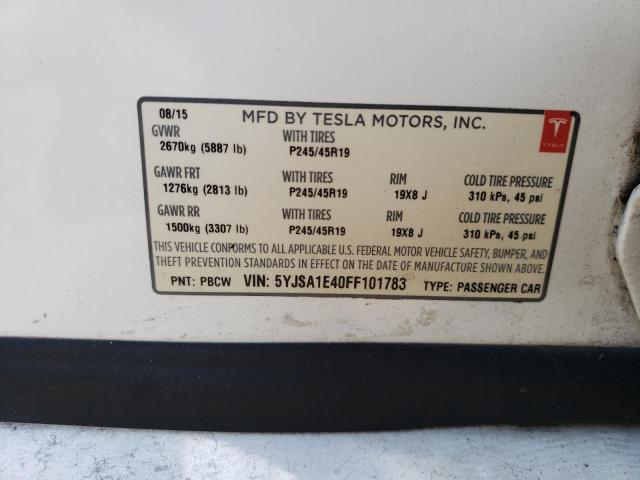 08/15 MFD BY TESLA MOTORS, INC.
GVWR WITH TIRES
2670kg (5887 lb) P245/45R19
TESLA
GAWR FRT WITH TIRES RIM COLD TIRE PRESSURE
1276kg (2813 lb) P245/45R19 19X8 J 310 kPa, 45 psi
GAWR RR WITH TIRES RIM COLD TIRE PRESSURE
1500kg (3307 lb) P245/45R19 19X8 J 310 kPa, 45 psi
THIS VEHICLE CONFORMS TO ALL APPLICABLE U.S. FEDERAL MOTOR VEHICLE SAFETY, BUMPER, AND
THEFT PREVENTION STANDARDS IN EFFECT ON THE DATE OF MANUFACTURE SHOWN ABOVE.
PNT: PBCW VIN: 5YJSA1E40FF101783 TYPE: PASSENGER CAR